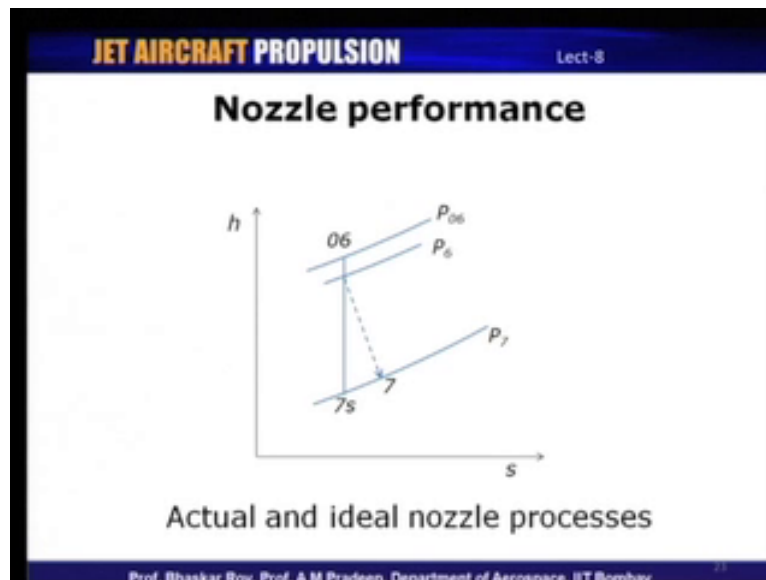 JET AIRCRAFT PROPULSION Lect-8
Nozzle performance
h
06
P06
P6
P7
7
7s
s
Actual and ideal nozzle processes
Prof. Bhaskar Roy, Prof. A M Pradeep, Department of Aerospace, IIT Bombay